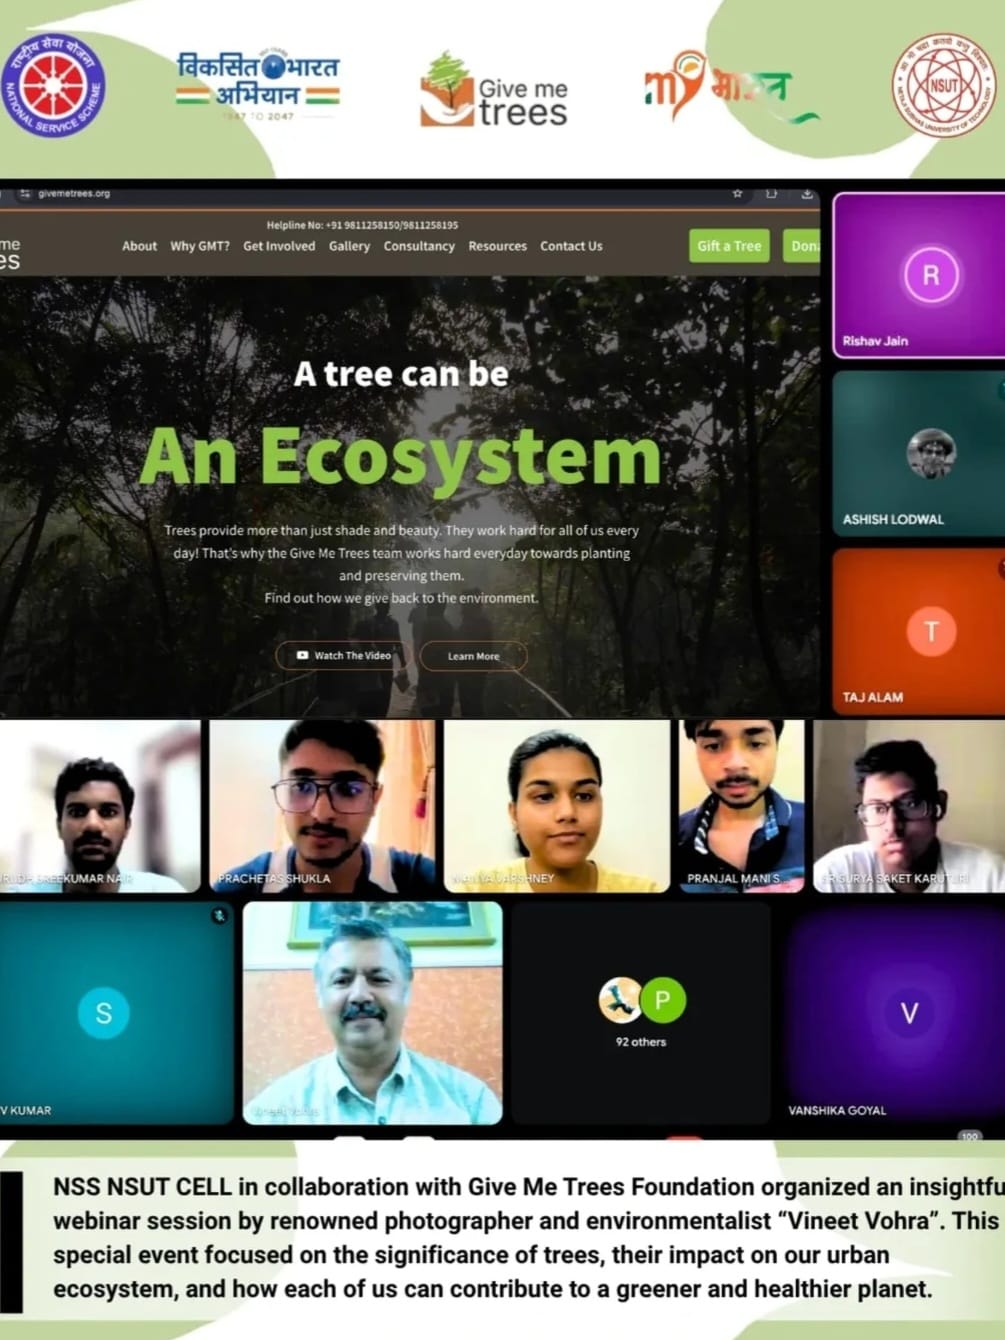 राष्ट्रीय सेवा योजना
NATIONAL SERVICE SCHEME
विकसित भारत
अभियान
1947 TO 2047
Give me
trees
my भारत
NSUT
NETAJI SUBHAS UNIVERSITY OF TECHNOLOGY
givemetrees.org
Helpline No: +91 9811258150/9811258195
me
es
About Why GMT? Get Involved Gallery Consultancy Resources Contact Us
Gift a Tree
Dona
A tree can be
An Ecosystem
Trees provide more than just shade and beauty. They work hard for all of us every
day! That's why the Give Me Trees team works hard everyday towards planting
and preserving them.
Find out how we give back to the environment.
Watch The Video
Learn More
R
Rishav Jain
ASHISH LODWAL
T
TAJ ALAM
SREEKUMAR NAIR
PRACHETAS SHUKLA
VARSHNEY
PRANJAL MANI S...
SURYA SAKET
S
V KUMAR
Vineet Vohra
P
92 others
V
VANSHIKA GOYAL
100
NSS NSUT CELL in collaboration with Give Me Trees Foundation organized an insightfu
webinar session by renowned photographer and environmentalist “Vineet Vohra”. This
special event focused on the significance of trees, their impact on our urban
ecosystem, and how each of us can contribute to a greener and healthier planet.